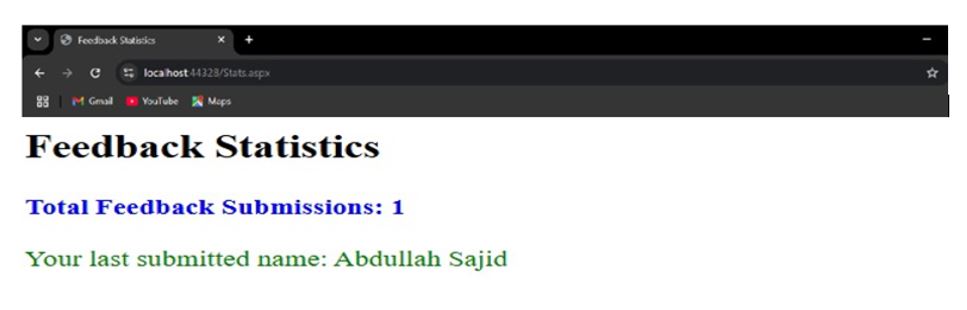 Feedback Statistics
localhost:44328/Stats.aspx
Gmail YouTube Maps
Feedback Statistics
Total Feedback Submissions: 1
Your last submitted name: Abdullah Sajid